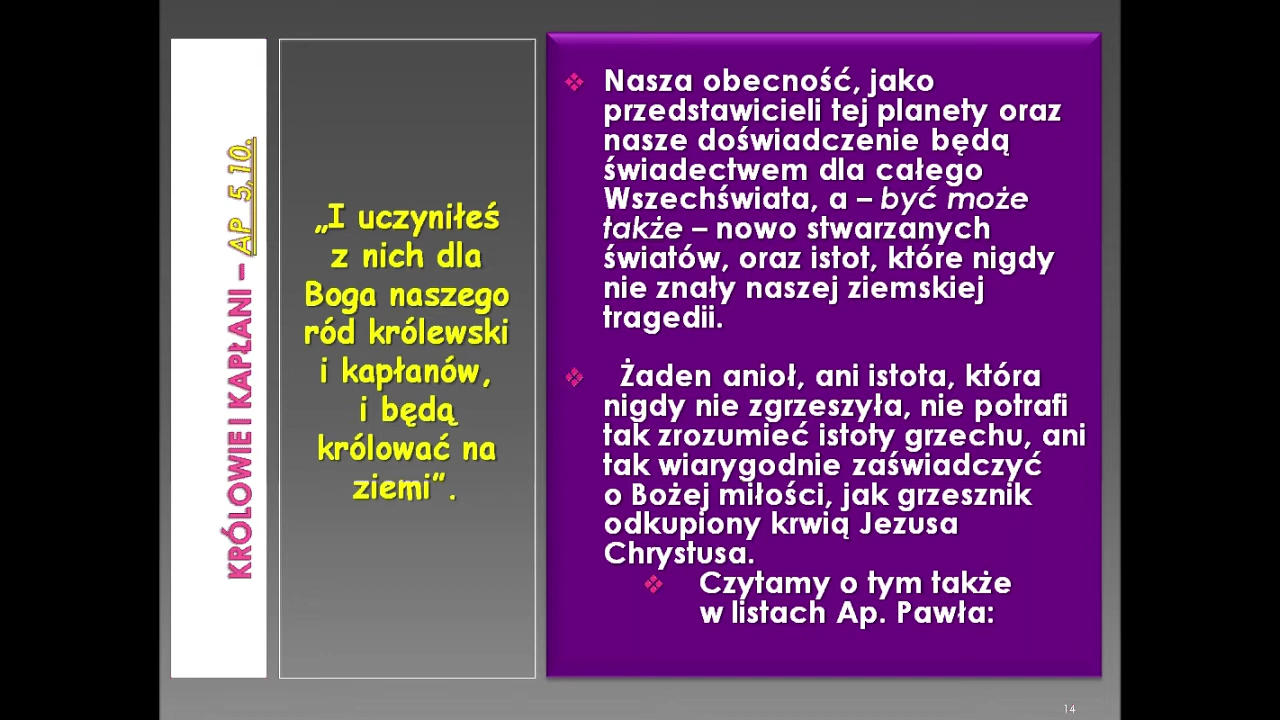 KRÓLOWIE I KAPŁANI – AP 5,10.
„I uczyniłeś
z nich dla
Boga naszego
ród królewski
i kapłanów,
i będą
królować na
ziemi”.
Nasza obecność, jako
przedstawicieli tej planety oraz
nasze doświadczenie będą
świadectwem dla całego
Wszechświata, a – być może
także – nowo stwarzanych
światów, oraz istot, które nigdy
nie znały naszej ziemskiej
tragedii.
Żaden anioł, ani istota, która
nigdy nie zgrzeszyła, nie potrafi
tak zrozumieć istoty grzechu, ani
tak wiarygodnie zaświadczyć
o Bożej miłości, jak grzesznik
odkupiony krwią Jezusa
Chrystusa.
Czytamy o tym także
w listach Ap. Pawła:
14